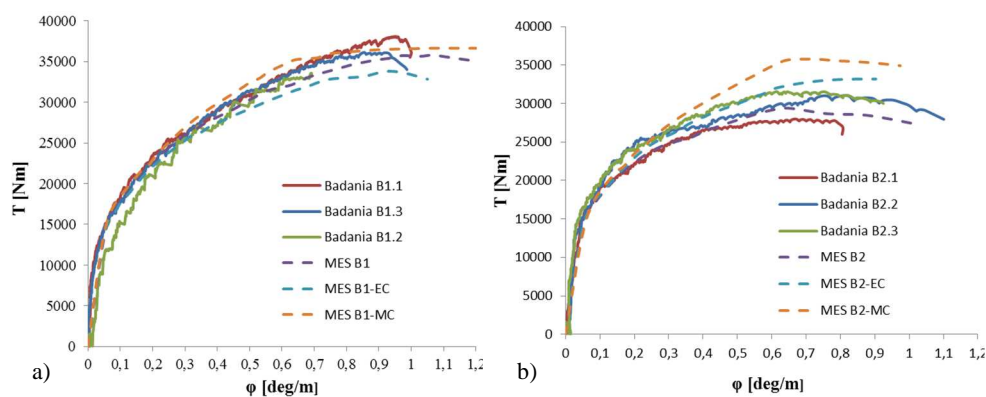 T [Nm]
40000
35000
30000
25000
20000
15000
10000
5000
0
0 0,1 0,2 0,3 0,4 0,5 0,6 0,7 0,8 0,9 1 1,1 1,2
φ [deg/m]
Badania B1.1
Badania B1.3
Badania B1.2
MES B1
MES B1-EC
MES B1-MC
a)
T [Nm]
40000
35000
30000
25000
20000
15000
10000
5000
0
0 0,1 0,2 0,3 0,4 0,5 0,6 0,7 0,8 0,9 1 1,1 1,2
φ [deg/m]
Badania B2.1
Badania B2.2
Badania B2.3
MES B2
MES B2-EC
MES B2-MC
b)